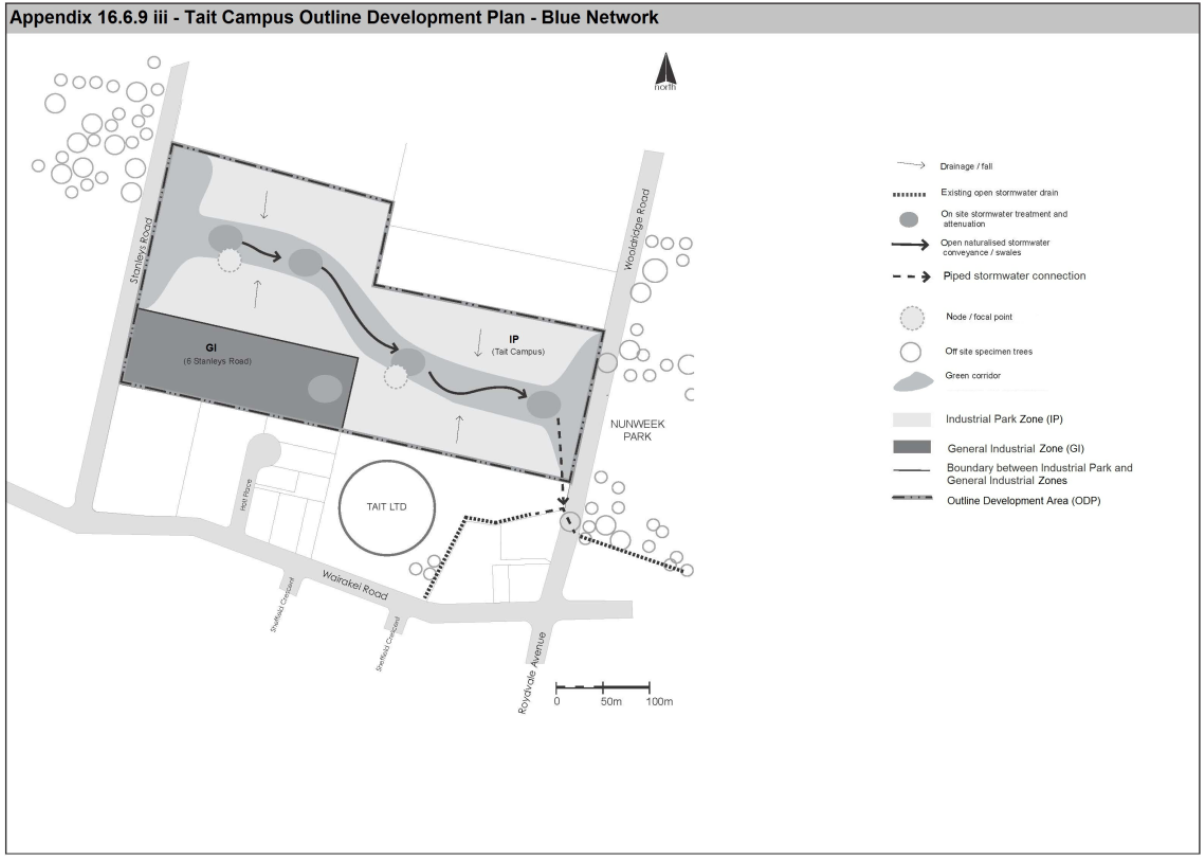 Appendix 16.6.9 iii - Tait Campus Outline Development Plan - Blue Network
north
Stanleys Road
Wooldridge Road
GI
(6 Stanleys Road)
IP
(Tait Campus)
NUNWEEK
PARK
TAIT LTD
Holt Place
Wairakei Road
Sheffield Crescent
Sheffield Crescent
Roydvale Avenue
0 50m 100m
Drainage / fall
Existing open stormwater drain
On site stormwater treatment and
attenuation
Open naturalised stormwater
conveyance / swales
Piped stormwater connection
Node / focal point
Off site specimen trees
Green corridor
Industrial Park Zone (IP)
General Industrial Zone (GI)
Boundary between Industrial Park and
General Industrial Zones
Outline Development Area (ODP)